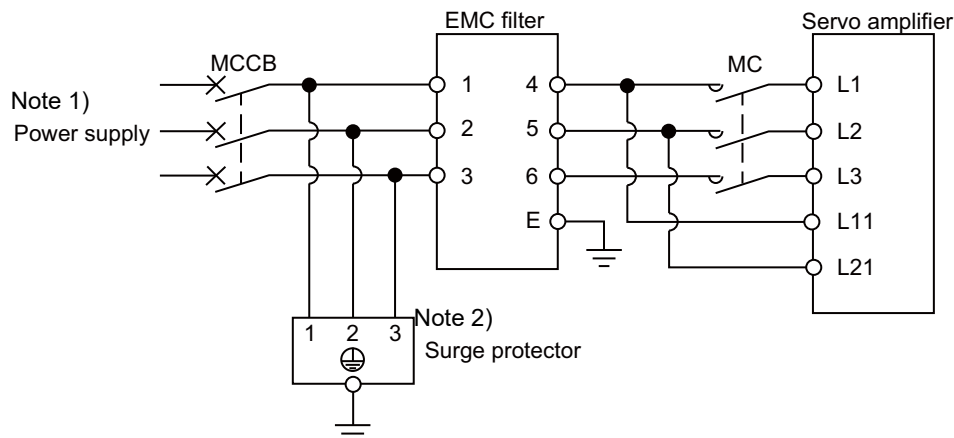 EMC filter
Servo amplifier
MCCB
MC
Note 1)
Power supply
1
4
L1
2
5
L2
3
6
L3
E
L11
L21
1 2 3
Note 2)
Surge protector